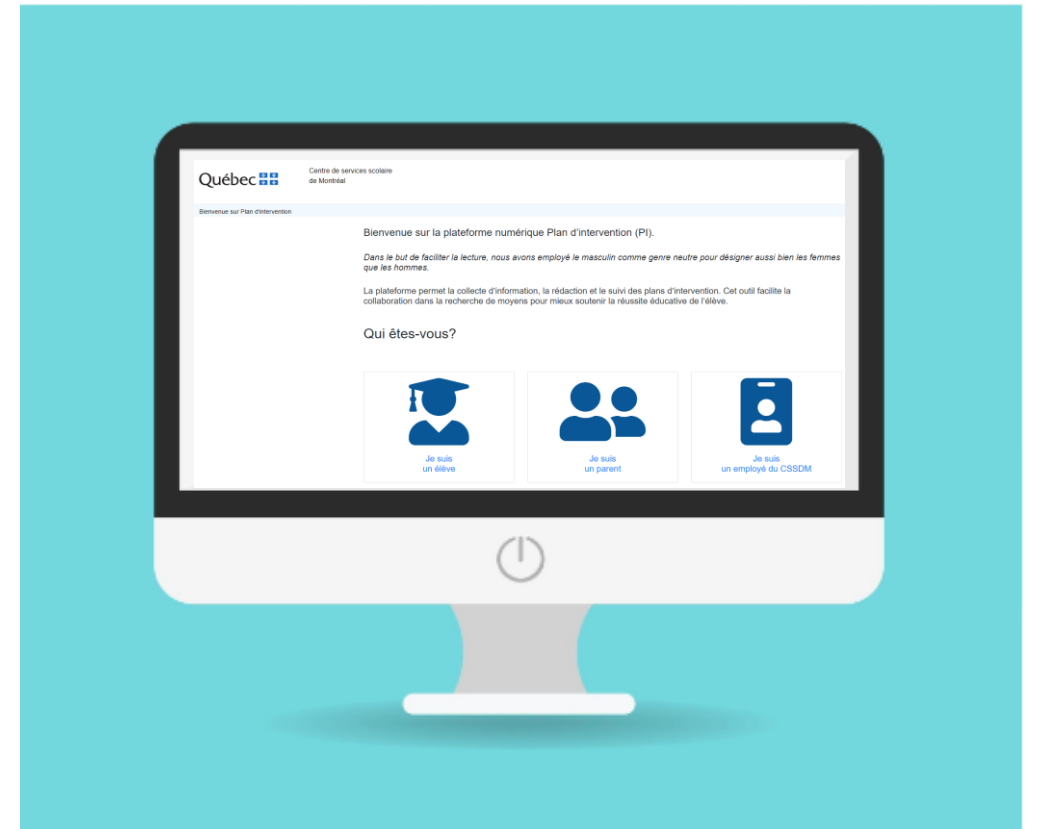 Québec
Centre de services scolaire
de Montréal
Bienvenue sur Plan d'intervention
Bienvenue sur la plateforme numérique Plan d'intervention (PI).
Dans le but de faciliter la lecture, nous avons employé le masculin comme genre neutre pour désigner aussi bien les femmes
que les hommes.
La plateforme permet la collecte d'information, la rédaction et le suivi des plans d'intervention. Cet outil facilite la
collaboration dans la recherche de moyens pour mieux soutenir la réussite éducative de l'élève.
Qui êtes-vous?
Je suis
un élève
Je suis
un parent
Je suis
un employé du CSSDM